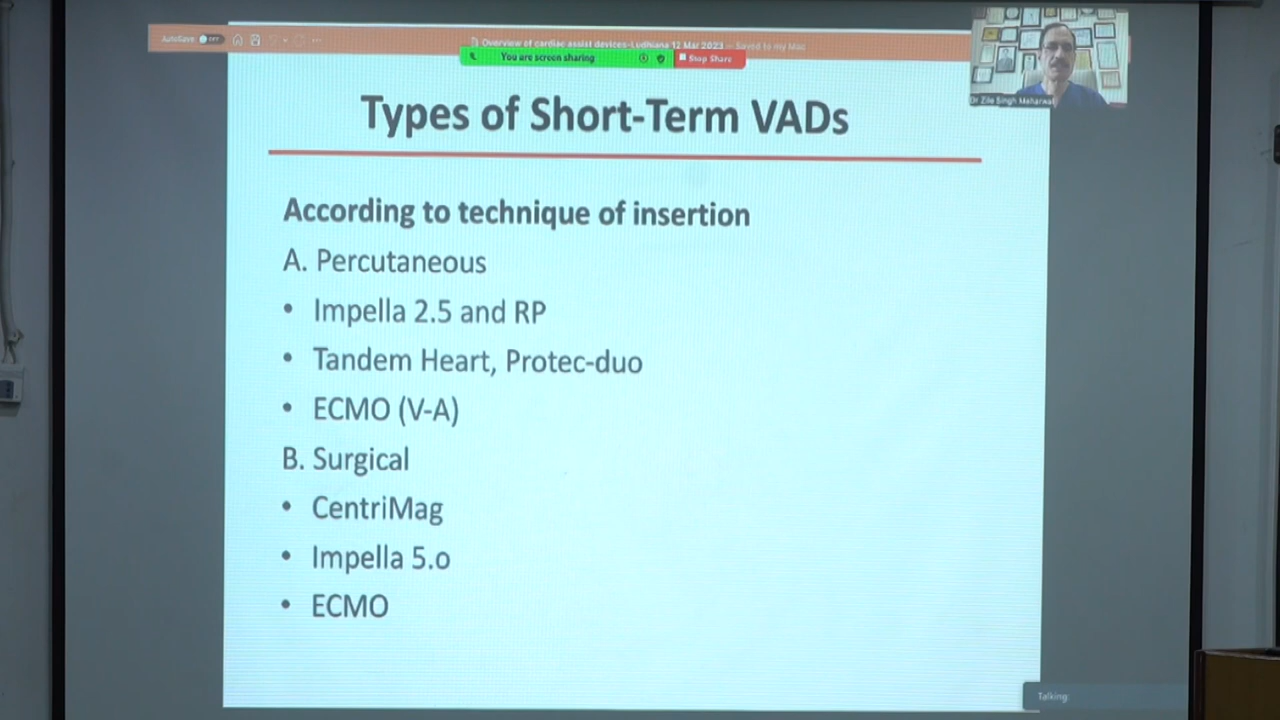 AutoSave OFF
Overview of cardiac assist devices-Ludhiana 12 Mar 2023 — Saved to my Mac
You are screen sharing
Stop Share
Dr Zile Singh Meharwal
Types of Short-Term VADs
According to technique of insertion
A. Percutaneous
• Impella 2.5 and RP
• Tandem Heart, Protec-duo
• ECMO (V-A)
B. Surgical
• CentriMag
• Impella 5.o
• ECMO
Talking: